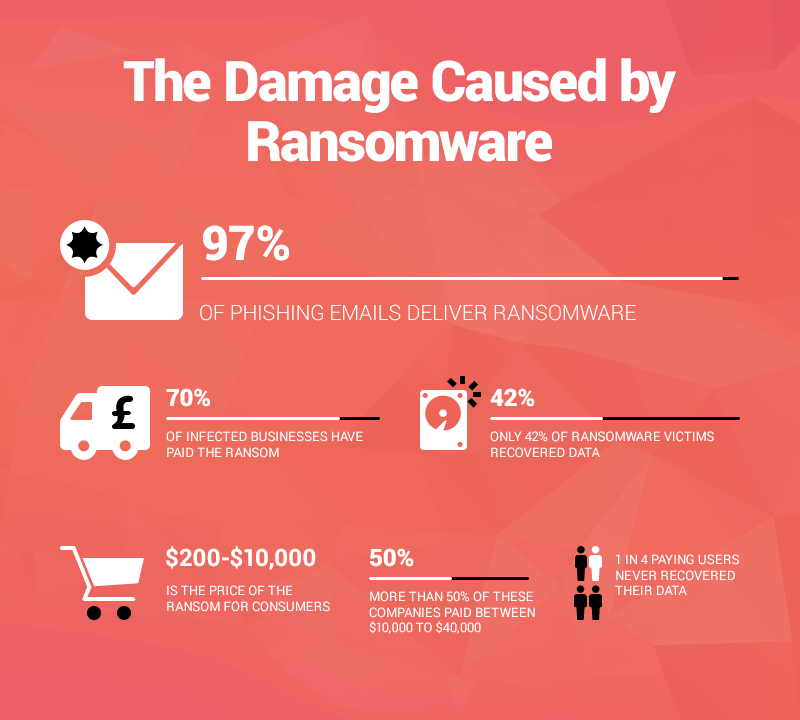 The Damage Caused by
Ransomware
97%
OF PHISHING EMAILS DELIVER RANSOMWARE
£
70%
OF INFECTED BUSINESSES HAVE
PAID THE RANSOM
42%
ONLY 42% OF RANSOMWARE VICTIMS
RECOVERED DATA
$200-$10,000
IS THE PRICE OF THE
RANSOM FOR CONSUMERS
50%
MORE THAN 50% OF THESE
COMPANIES PAID BETWEEN
$10,000 TO $40,000
1 IN 4 PAYING USERS
NEVER RECOVERED
THEIR DATA